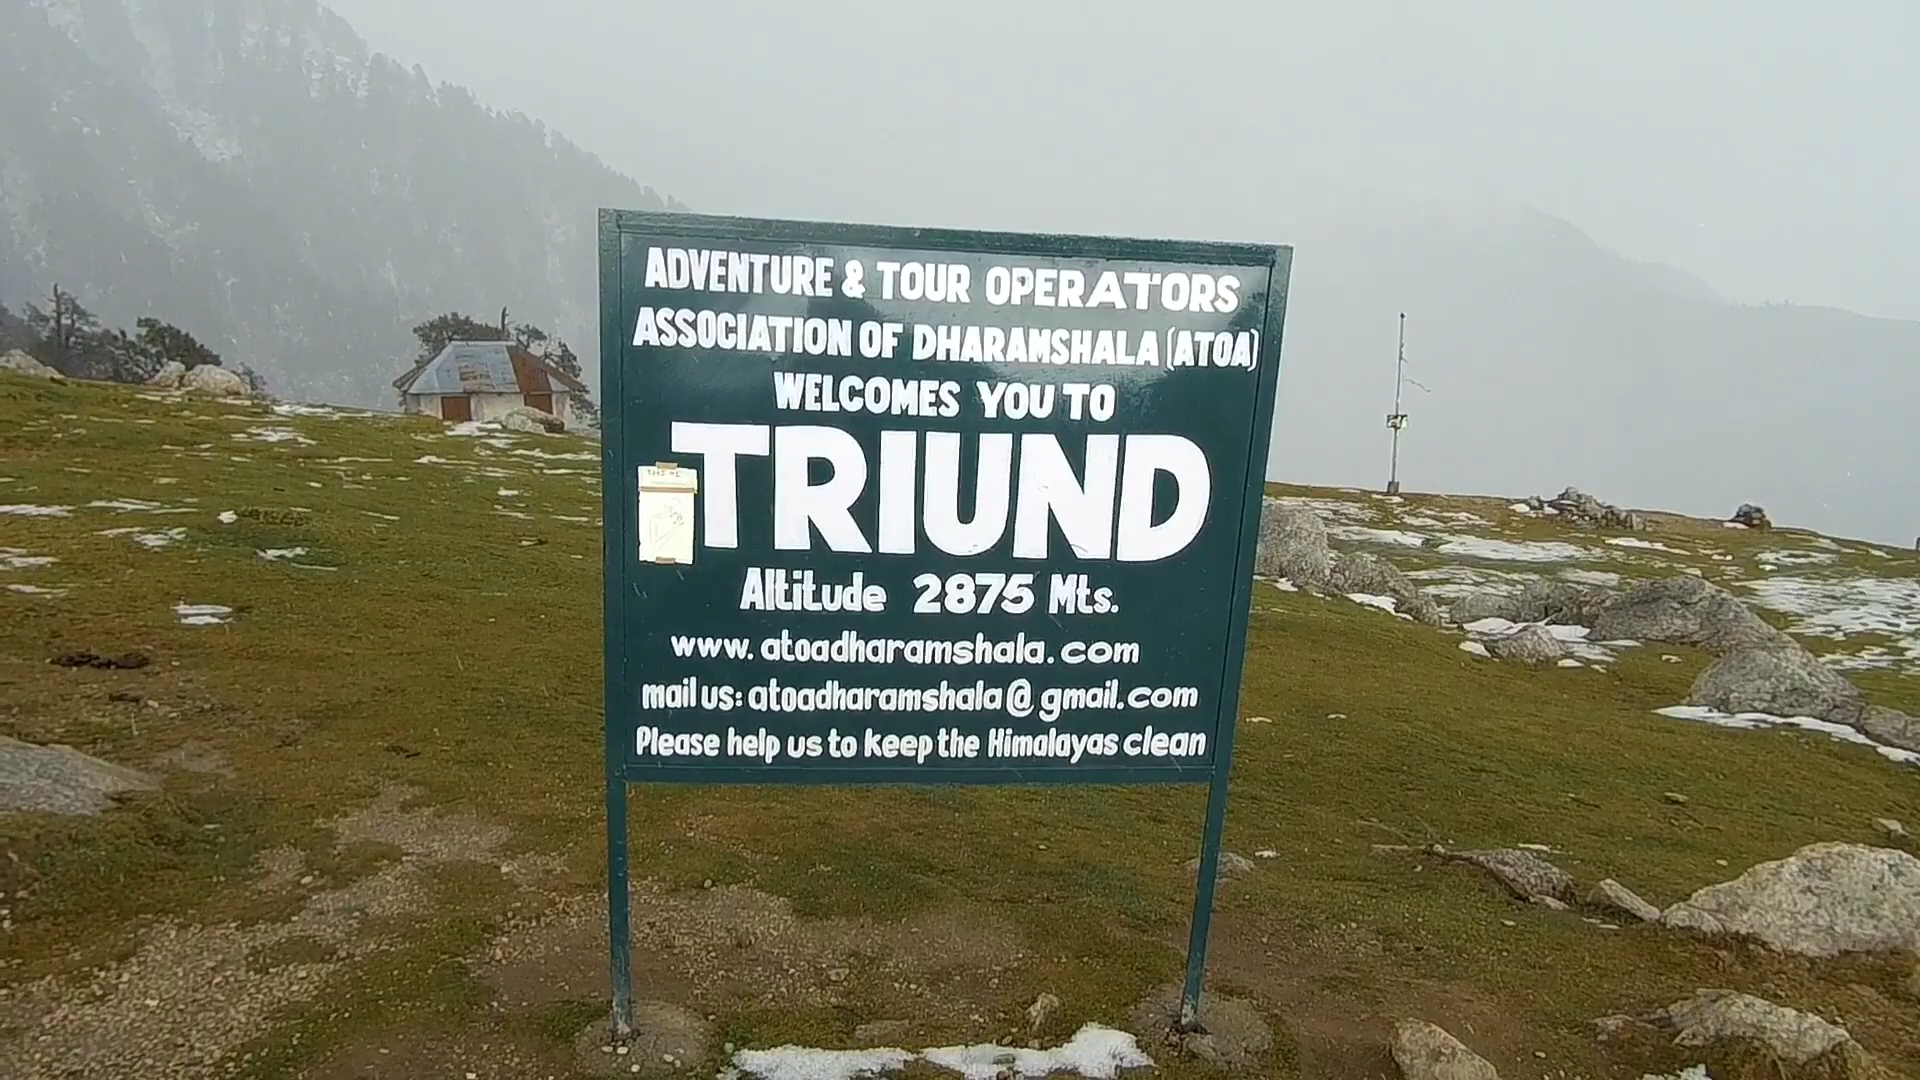 ADVENTURE & TOUR OPERATORS
ASSOCIATION OF DHARAMSHALA (ATOA)
WELCOMES YOU TO
TRIUND
Altitude 2875 Mts.
www.atoadharamshala.com
mail us: atoadharamshala@gmail.com
Please help us to keep the Himalayas clean